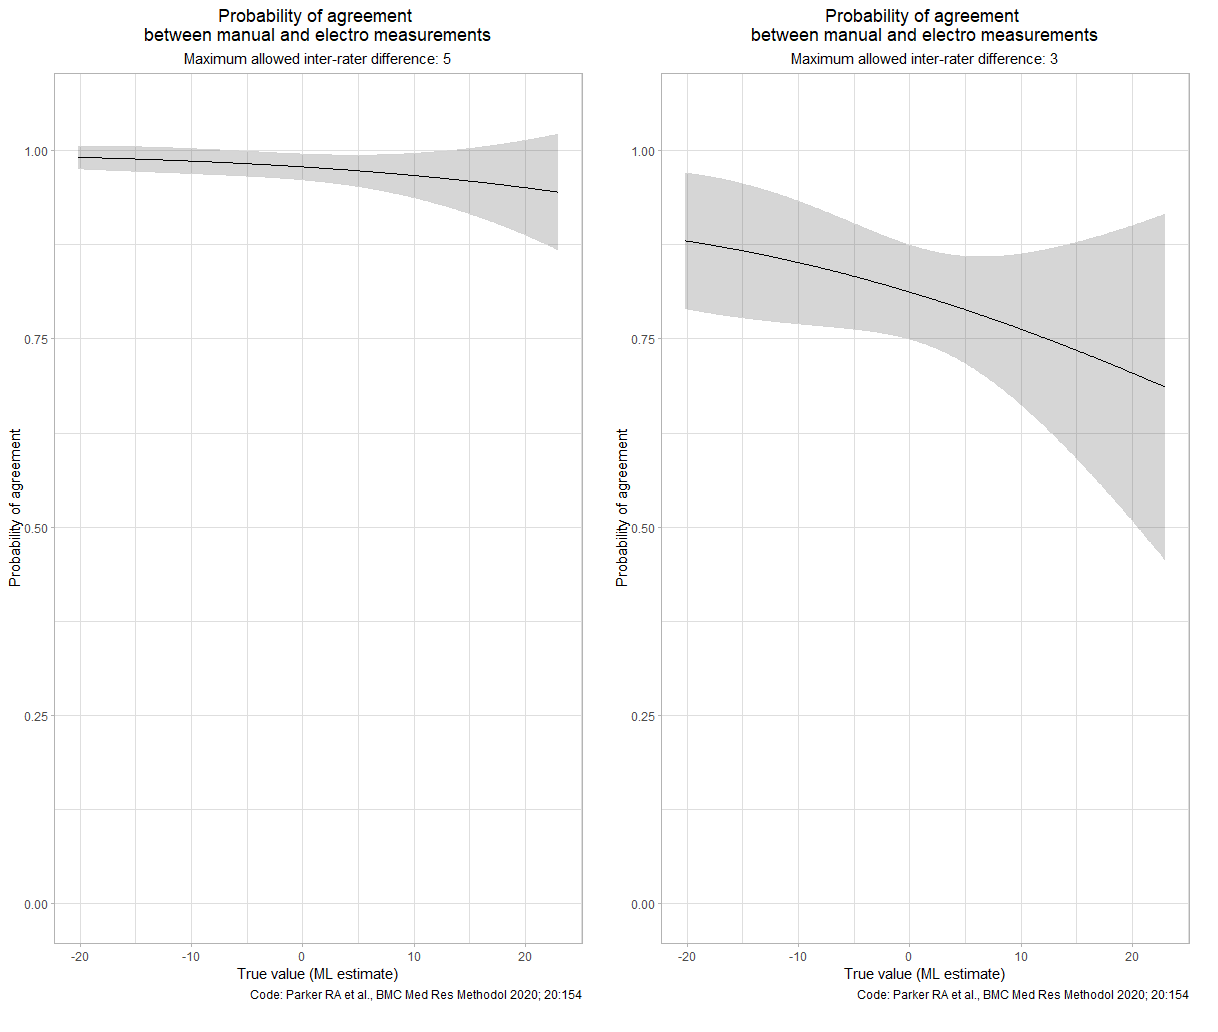 Probability of agreement
between manual and electro measurements
Maximum allowed inter-rater difference: 5
Probability of agreement
1.00
0.75
0.50
0.25
0.00
-20 -10 0 10 20
True value (ML estimate)
Code: Parker RA et al., BMC Med Res Methodol 2020; 20:154
Probability of agreement
between manual and electro measurements
Maximum allowed inter-rater difference: 3
Probability of agreement
1.00
0.75
0.50
0.25
0.00
-20 -10 0 10 20
True value (ML estimate)
Code: Parker RA et al., BMC Med Res Methodol 2020; 20:154